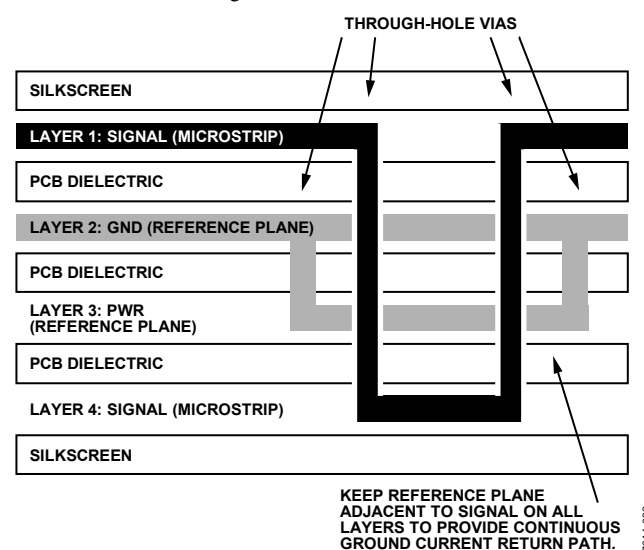 THROUGH-HOLE VIAS
SILKSCREEN
LAYER 1: SIGNAL (MICROSTRIP)
PCB DIELECTRIC
LAYER 2: GND (REFERENCE PLANE)
PCB DIELECTRIC
LAYER 3: PWR
(REFERENCE PLANE)
PCB DIELECTRIC
LAYER 4: SIGNAL (MICROSTRIP)
SILKSCREEN
KEEP REFERENCE PLANE
ADJACENT TO SIGNAL ON ALL
LAYERS TO PROVIDE CONTINUOUS
GROUND CURRENT RETURN PATH.